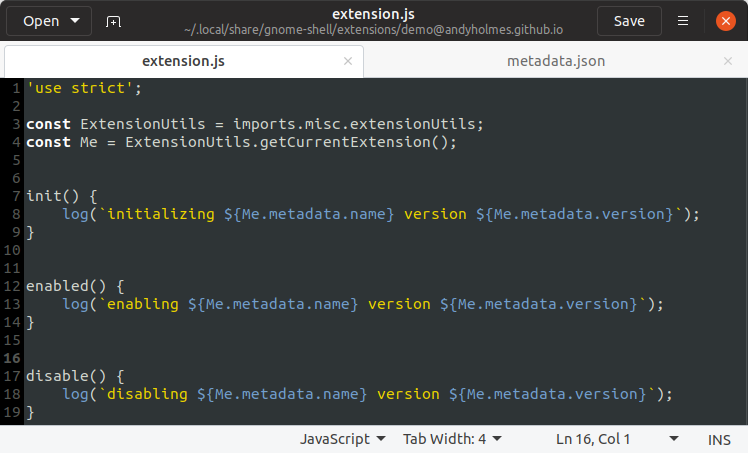 Open
extension.js
~/.local/share/gnome-shell/extensions/demo@andyholmes.github.io
Save
extension.js
metadata.json
1 'use strict';
2
3 const ExtensionUtils = imports.misc.extensionUtils;
4 const Me = ExtensionUtils.getCurrentExtension();
5
6
7 init() {
8     log(`initializing ${Me.metadata.name} version ${Me.metadata.version}`);
9 }
10
11
12 enabled() {
13     log(`enabling ${Me.metadata.name} version ${Me.metadata.version}`);
14 }
15
16
17 disable() {
18     log(`disabling ${Me.metadata.name} version ${Me.metadata.version}`);
19 }
JavaScript Tab Width: 4 Ln 16, Col 1 INS